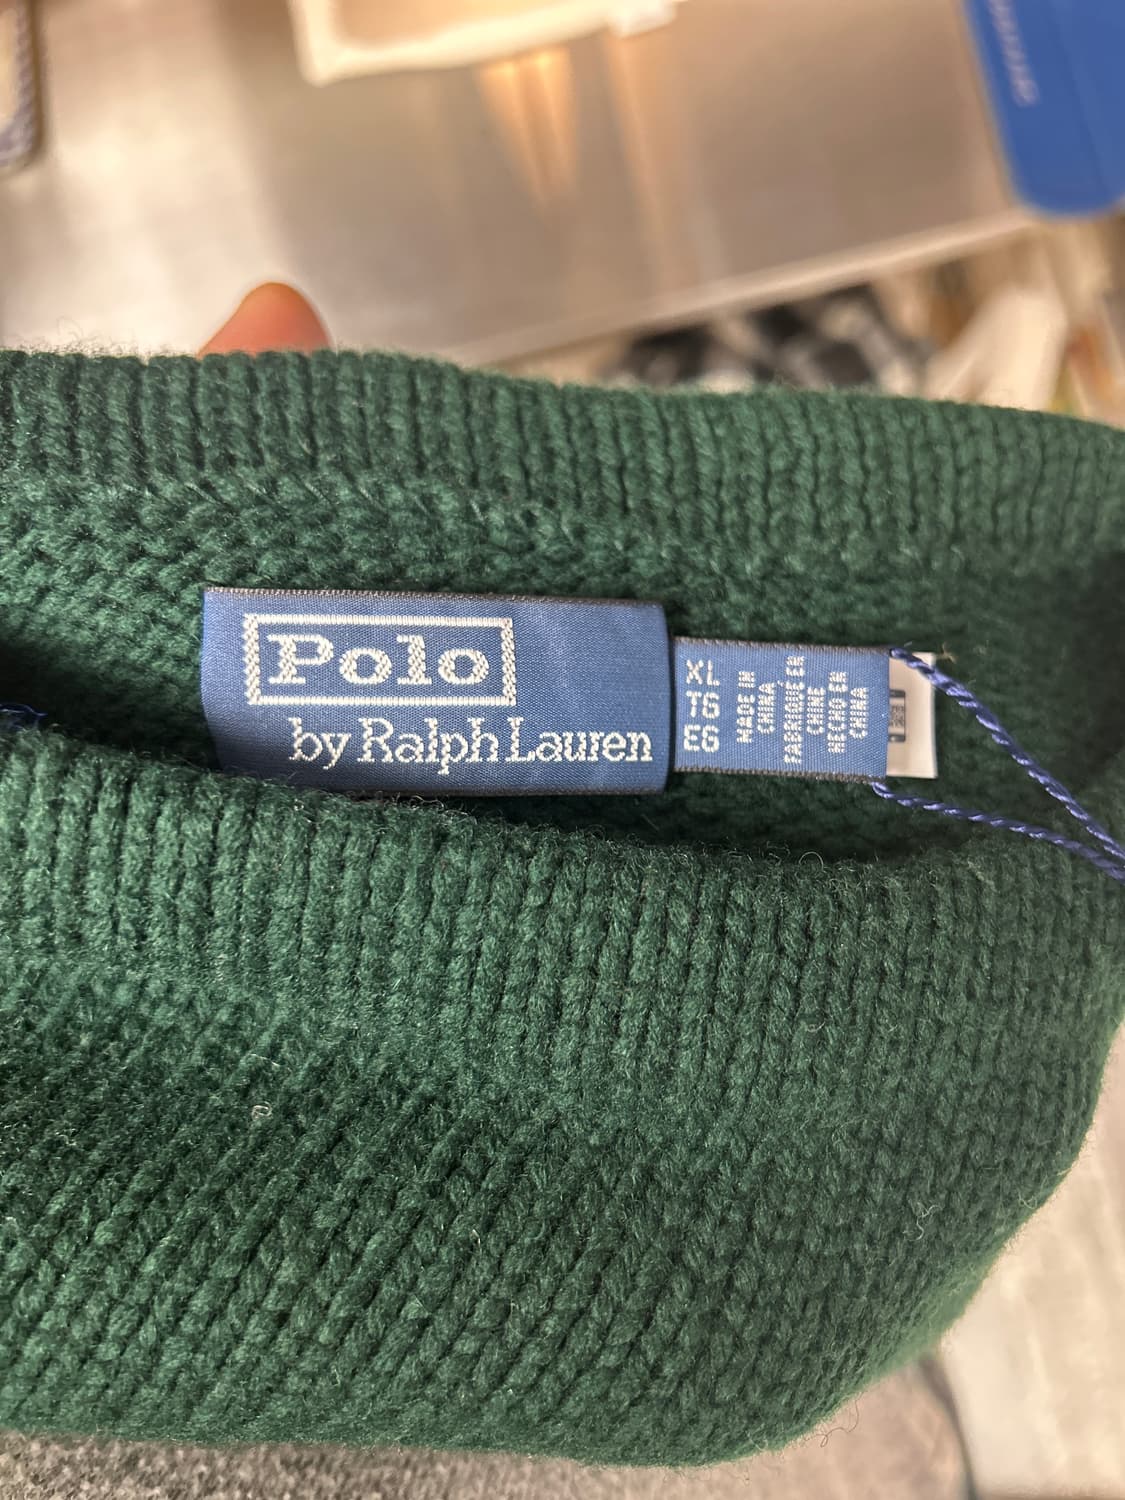 Polo
by Ralph Lauren
XL
TG
EG
MADE IN
CHINA
FABRIQUÉ EN
CHINE
HECHO EN
CHINA